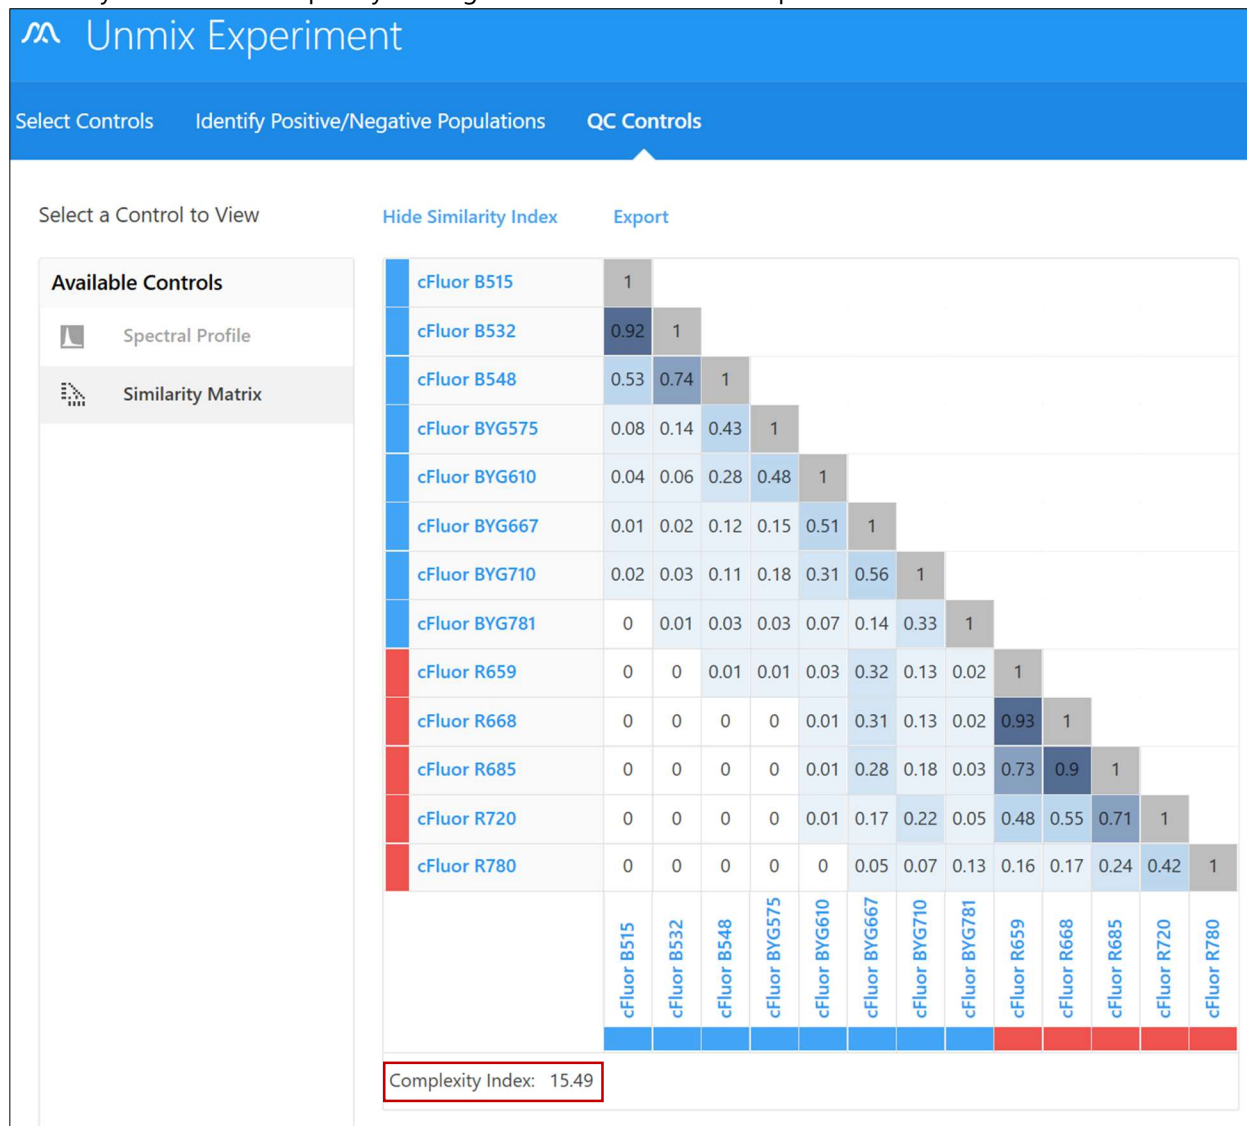 Unmix Experiment
Select Controls Identify Positive/Negative Populations QC Controls
Select a Control to View Hide Similarity Index Export
Available Controls
Spectral Profile
Similarity Matrix
cFluor B515 1
cFluor B532 0.92 1
cFluor B548 0.53 0.74 1
cFluor BYG575 0.08 0.14 0.43 1
cFluor BYG610 0.04 0.06 0.28 0.48 1
cFluor BYG667 0.01 0.02 0.12 0.15 0.51 1
cFluor BYG710 0.02 0.03 0.11 0.18 0.31 0.56 1
cFluor BYG781 0 0.01 0.03 0.03 0.07 0.14 0.33 1
cFluor R659 0 0 0.01 0.01 0.03 0.32 0.13 0.02 1
cFluor R668 0 0 0 0 0.01 0.31 0.13 0.02 0.93 1
cFluor R685 0 0 0 0 0.01 0.28 0.18 0.03 0.73 0.9 1
cFluor R720 0 0 0 0 0.01 0.17 0.22 0.05 0.48 0.55 0.71 1
cFluor R780 0 0 0 0 0 0.05 0.07 0.13 0.16 0.17 0.24 0.42 1
cFluor B515
cFluor B532
cFluor B548
cFluor BYG575
cFluor BYG610
cFluor BYG667
cFluor BYG710
cFluor BYG781
cFluor R659
cFluor R668
cFluor R685
cFluor R720
cFluor R780
Complexity Index: 15.49